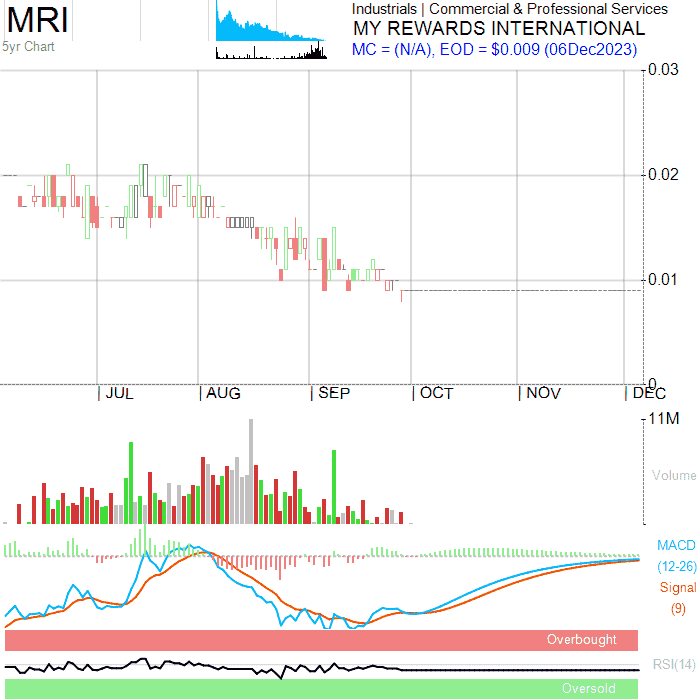 MRI
5yr Chart
Industrials | Commercial & Professional Services
MY REWARDS INTERNATIONAL
MC = (N/A), EOD = $0.009 (06Dec2023)
0.03
0.02
0.01
0
| JUL | AUG | SEP | OCT | NOV | DEC
11M
Volume
MACD
(12-26)
Signal
(9)
Overbought
RSI(14)
Oversold